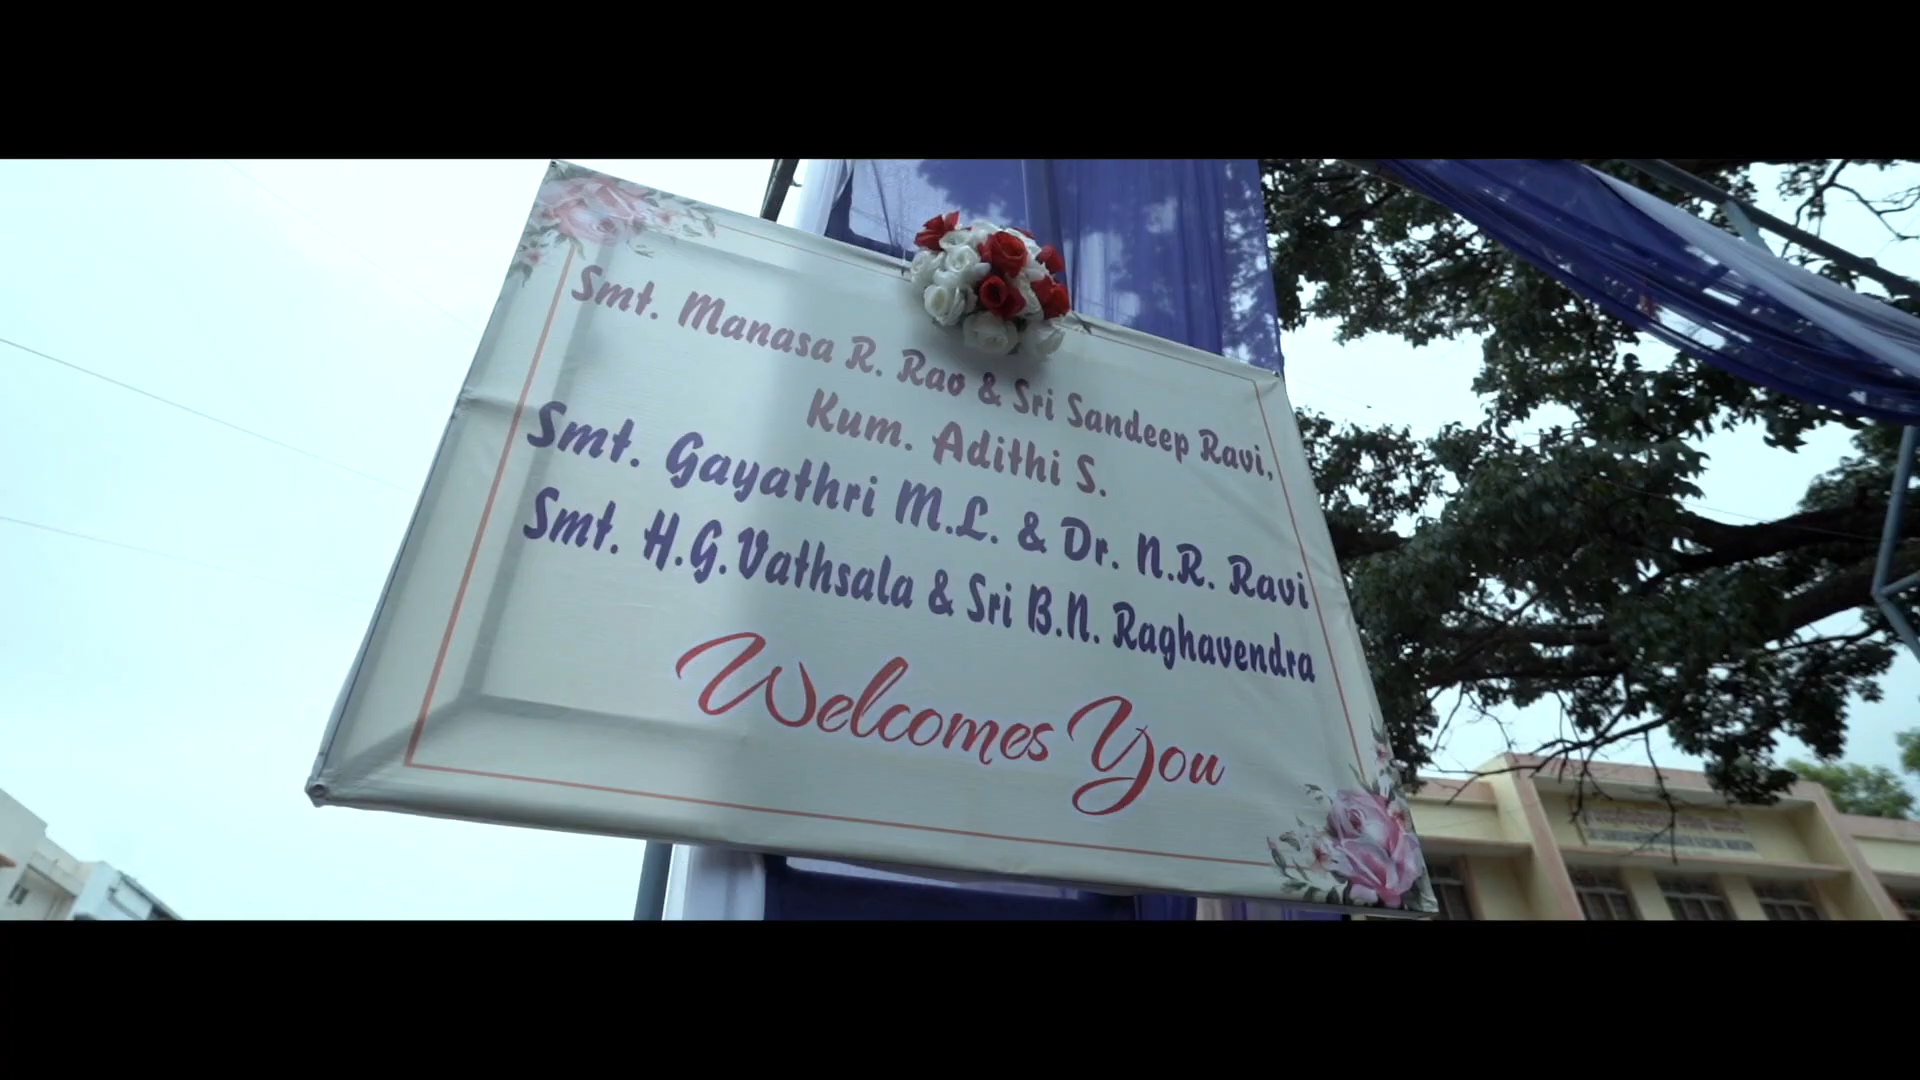 Smt. Manasa R. Rao & Sri Sandeep Ravi,
Kum. Adithi S.
Smt. Gayathri M.L. & Dr. N.R. Ravi
Smt. H.G.Vathsala & Sri B.N. Raghavendra
Welcomes You